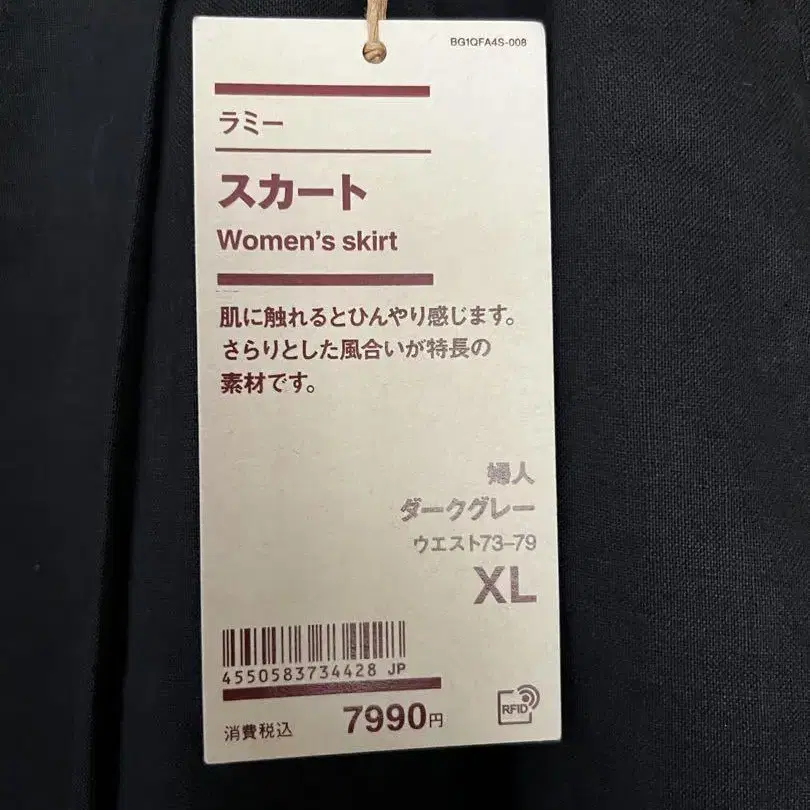 BG1QFA4S-008
ラミー
スカート
Women's skirt
肌に触れるとひんやり感じます。
さらりとした風合いが特長の
素材です。
婦人
ダークグレー
ウエスト73-79
XL
4550583734428 JP
消費税込 7990円
RFID